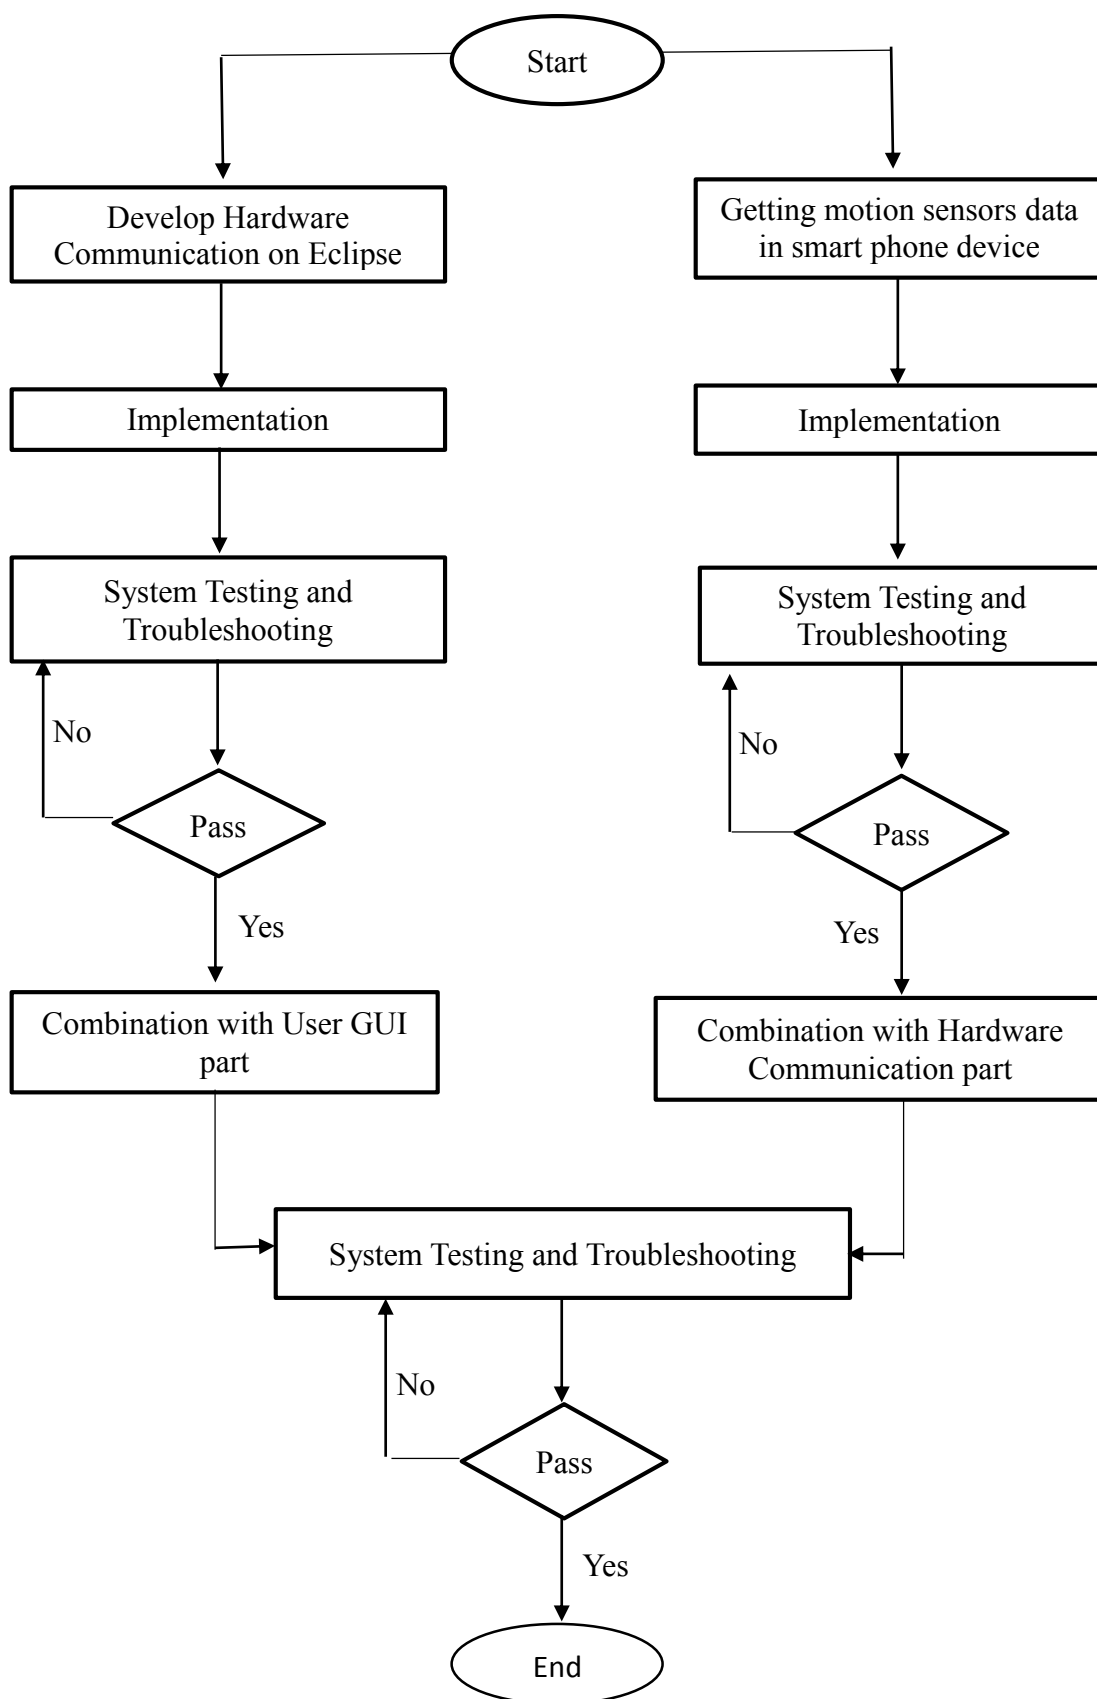 Start
Develop Hardware
Communication on Eclipse
Getting motion sensors data
in smart phone device
Implementation
Implementation
System Testing and
Troubleshooting
System Testing and
Troubleshooting
No
No
Pass
Pass
Yes
Yes
Combination with User GUI
part
Combination with Hardware
Communication part
System Testing and Troubleshooting
No
Pass
Yes
End